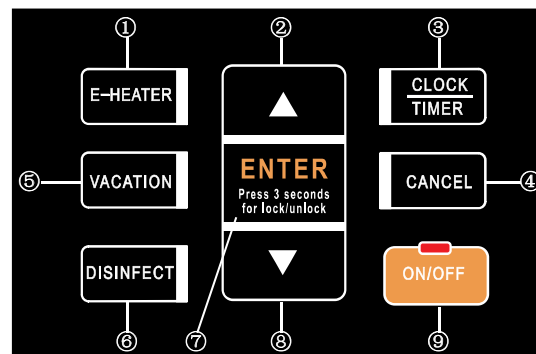 ① ② ③
E-HEATER
CLOCK
TIMER
ENTER
Press 3 seconds
for lock/unlock
⑤ VACATION
CANCEL ④
DISINFECT
ON/OFF
⑥ ⑦ ⑧ ⑨